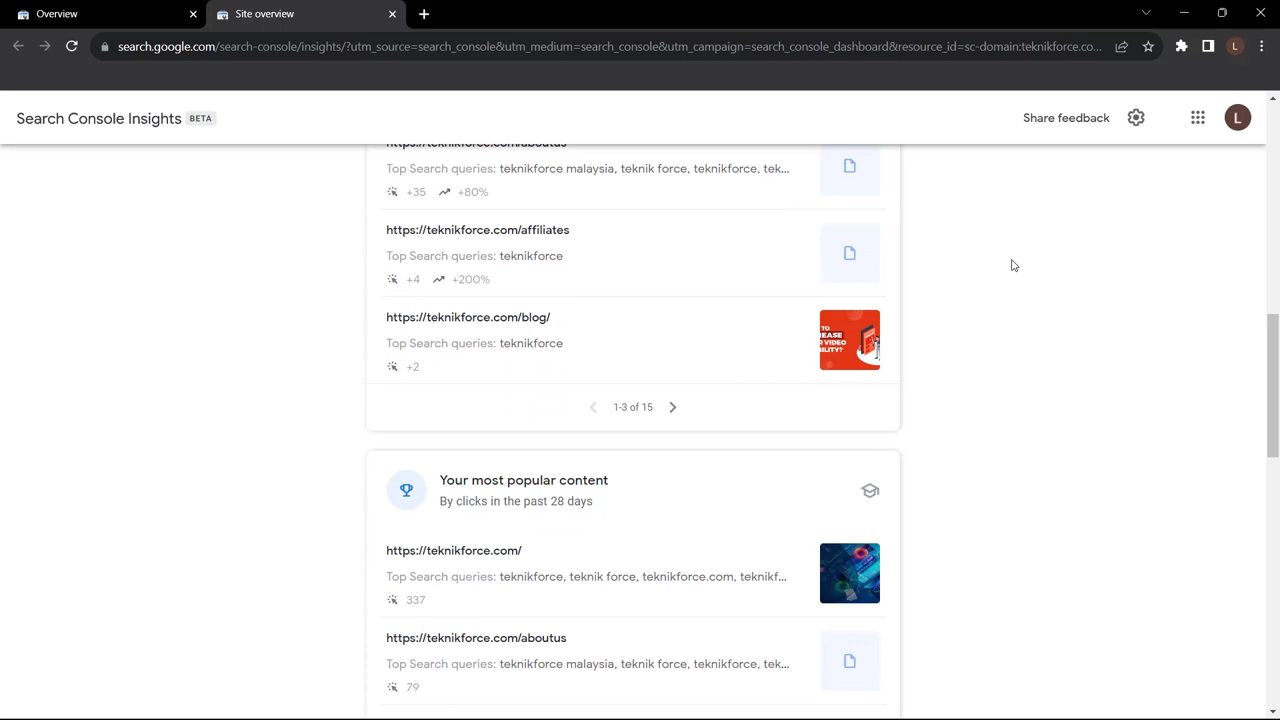 Overview
Site overview
search.google.com/search-console/insights/?utm_source=search_console&utm_medium=search_console&utm_campaign=search_console_dashboard&resource_id=sc-domain:teknikforce.co...
L
Search Console Insights BETA
Share feedback
L
https://teknikforce.com/aboutus
Top Search queries: teknikforce malaysia, teknik force, teknikforce, tek...
+35 +80%
https://teknikforce.com/affiliates
Top Search queries: teknikforce
+4 +200%
https://teknikforce.com/blog/
Top Search queries: teknikforce
+2
1-3 of 15
Your most popular content
By clicks in the past 28 days
https://teknikforce.com/
Top Search queries: teknikforce, teknik force, teknikforce.com, teknikf...
337
https://teknikforce.com/aboutus
Top Search queries: teknikforce malaysia, teknik force, teknikforce, tek...
79